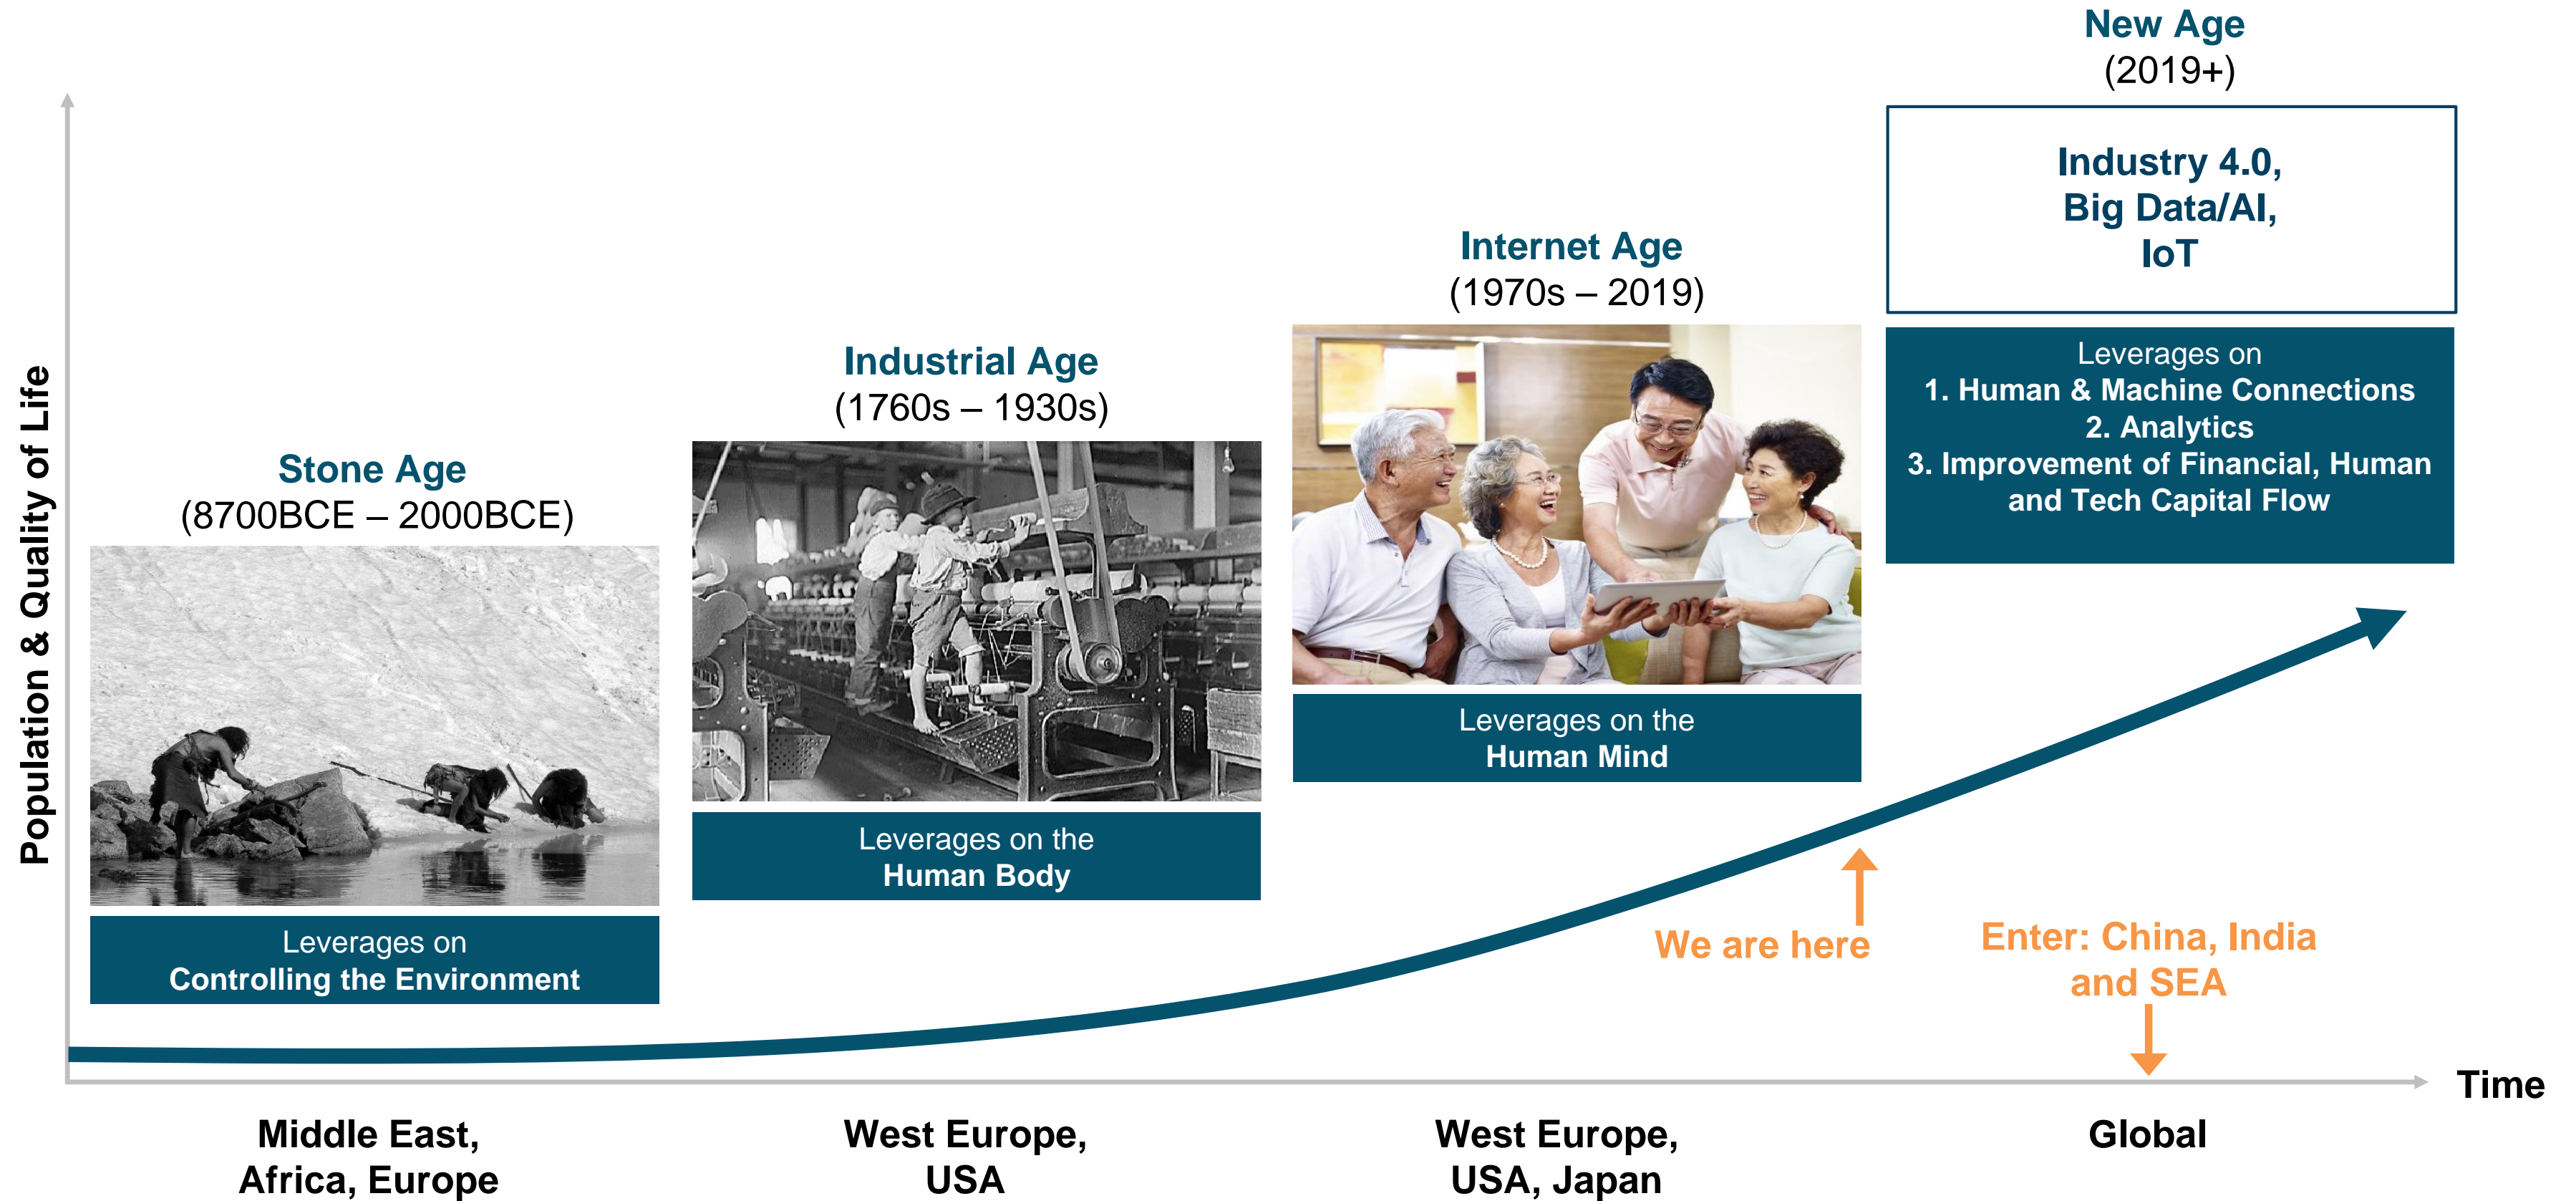 New Age
(2019+)
Industry 4.0,
Big Data/AI,
IoT
Leverages on
1. Human & Machine Connections
2. Analytics
3. Improvement of Financial, Human
and Tech Capital Flow
Internet Age
(1970s – 2019)
Leverages on the
Human Mind
Industrial Age
(1760s – 1930s)
Leverages on the
Human Body
Stone Age
(8700BCE – 2000BCE)
Leverages on
Controlling the Environment
Population & Quality of Life
We are here
Enter: China, India
and SEA
Time
Middle East,
Africa, Europe
West Europe,
USA
West Europe,
USA, Japan
Global